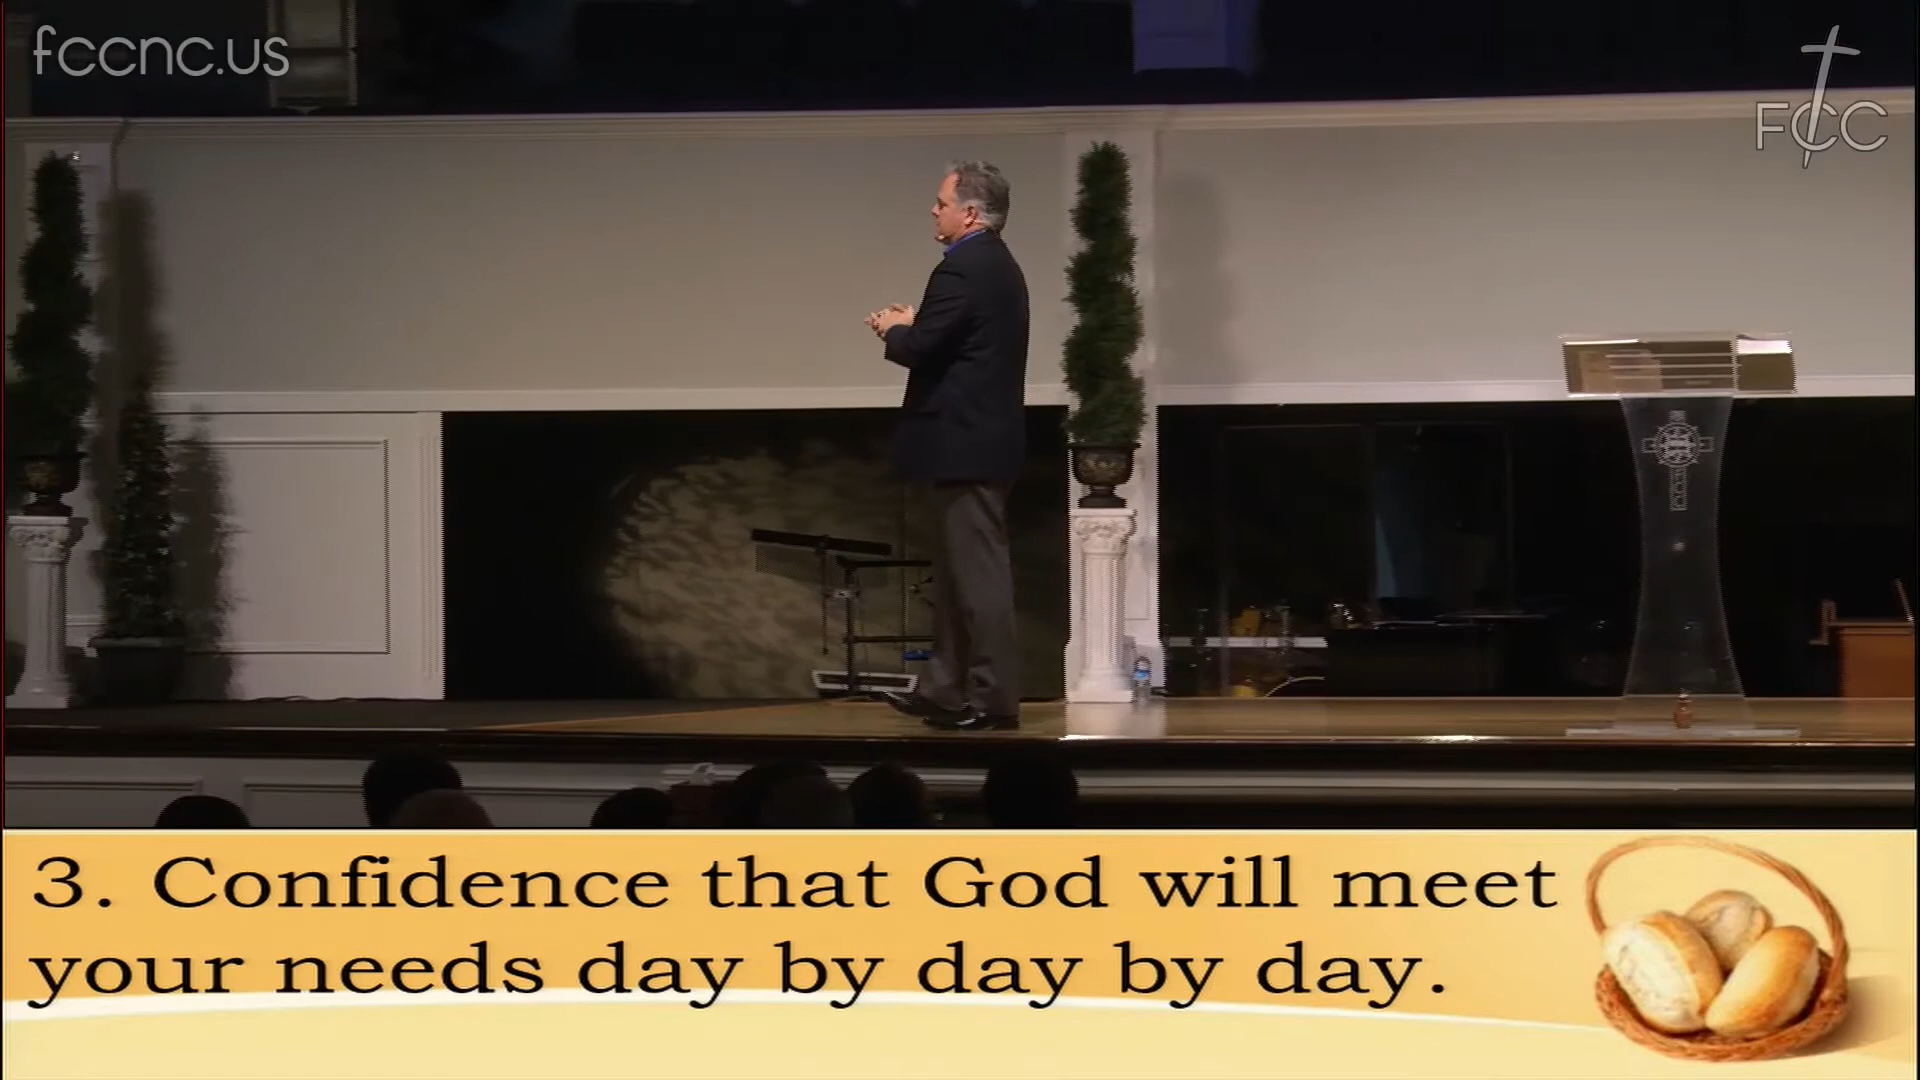 fccnc.us
FCC
3. Confidence that God will meet
your needs day by day by day.